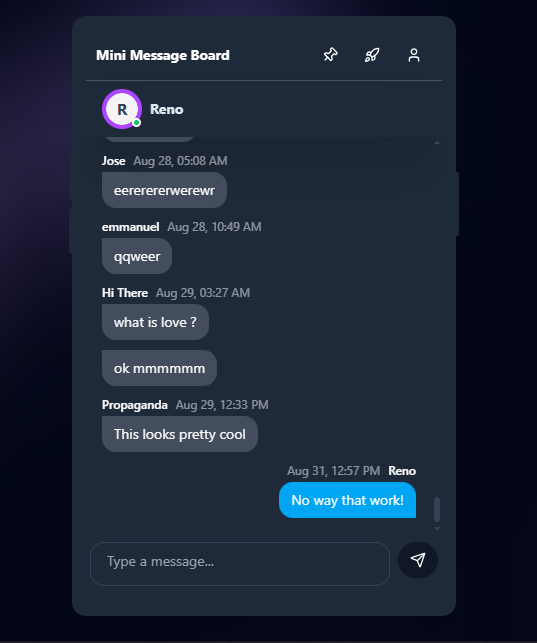 Mini Message Board
R Reno
Jose Aug 28, 05:08 AM
eerererерwerewr
emmanuel Aug 28, 10:49 AM
qqweer
Hi There Aug 29, 03:27 AM
what is love ?
ok mmmmmm
Propaganda Aug 29, 12:33 PM
This looks pretty cool
Aug 31, 12:57 PM Reno
No way that work!
Type a message...